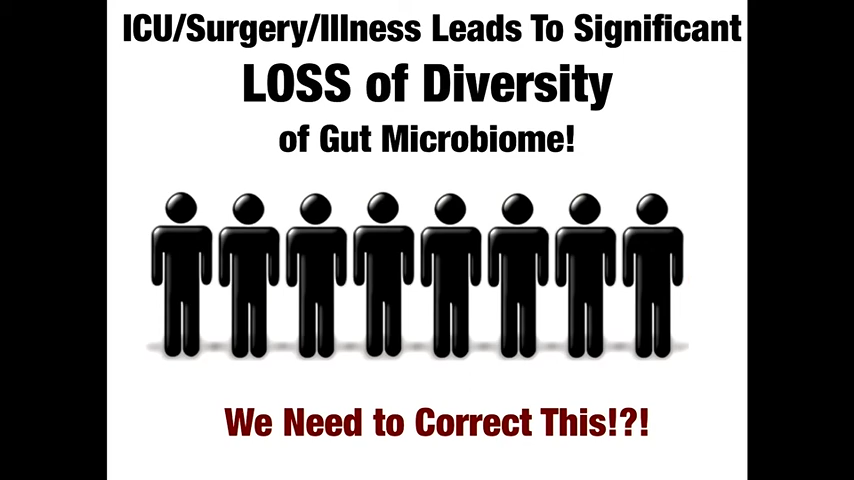 ICU/Surgery/Illness Leads To Significant
LOSS of Diversity
of Gut Microbiome!
We Need to Correct This!?!